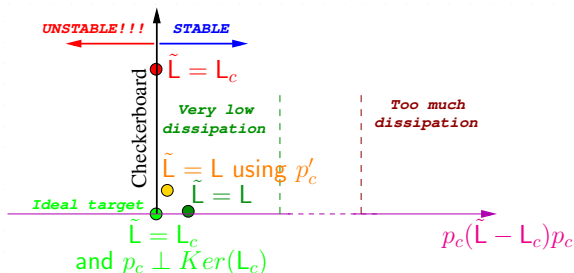 UNSTABLE!!! STABLE
L̃ = L_c
Checkerboard
Very low
dissipation
Too much
dissipation
L̃ = L using p'_c
L̃ = L
Ideal target
L̃ = L_c
and p_c ⊥ Ker(L_c)
p_c(L̃ − L_c)p_c